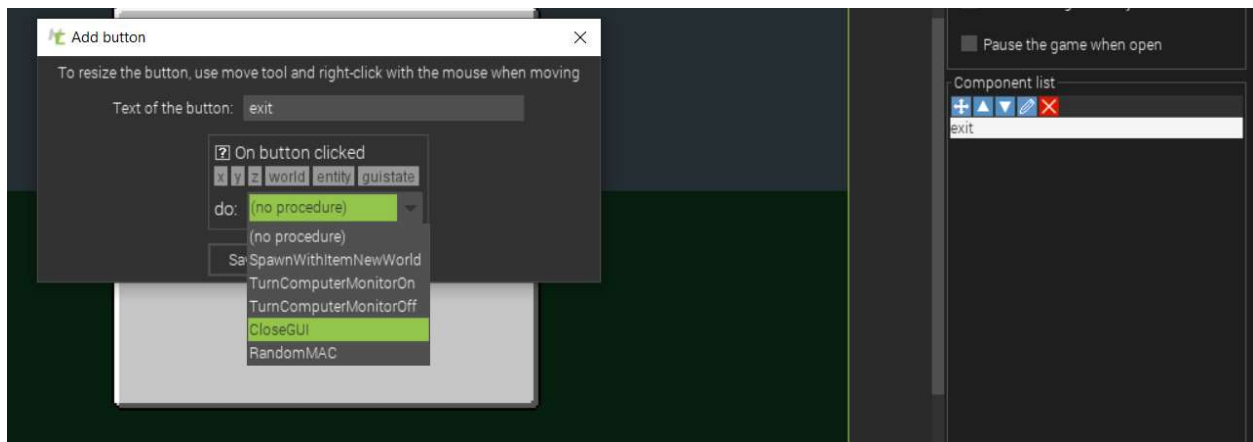 Add button
To resize the button, use move tool and right-click with the mouse when moving
Text of the button: exit
? On button clicked
x y z world entity guistate
do: (no procedure)
(no procedure)
SpawnWithItemNewWorld
TurnComputerMonitorOn
TurnComputerMonitorOff
CloseGUI
RandomMAC
Pause the game when open
Component list
exit